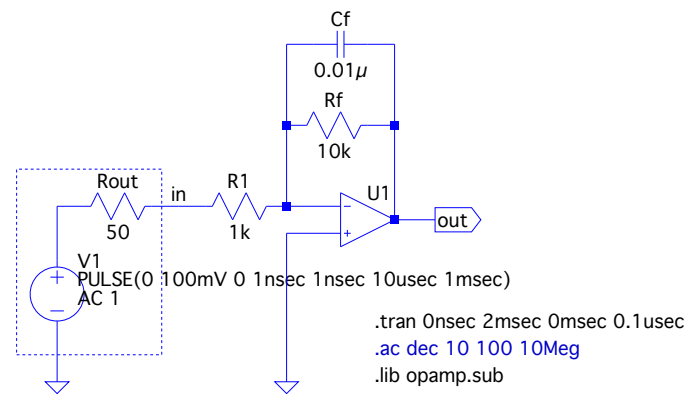 Cf
0.01µ
Rf
10k
Rout
50
in
R1
1k
U1
out
V1
PULSE(0 100mV 0 1nsec 1nsec 10usec 1msec)
AC 1
.tran 0nsec 2msec 0msec 0.1usec
.ac dec 10 100 10Meg
.lib opamp.sub